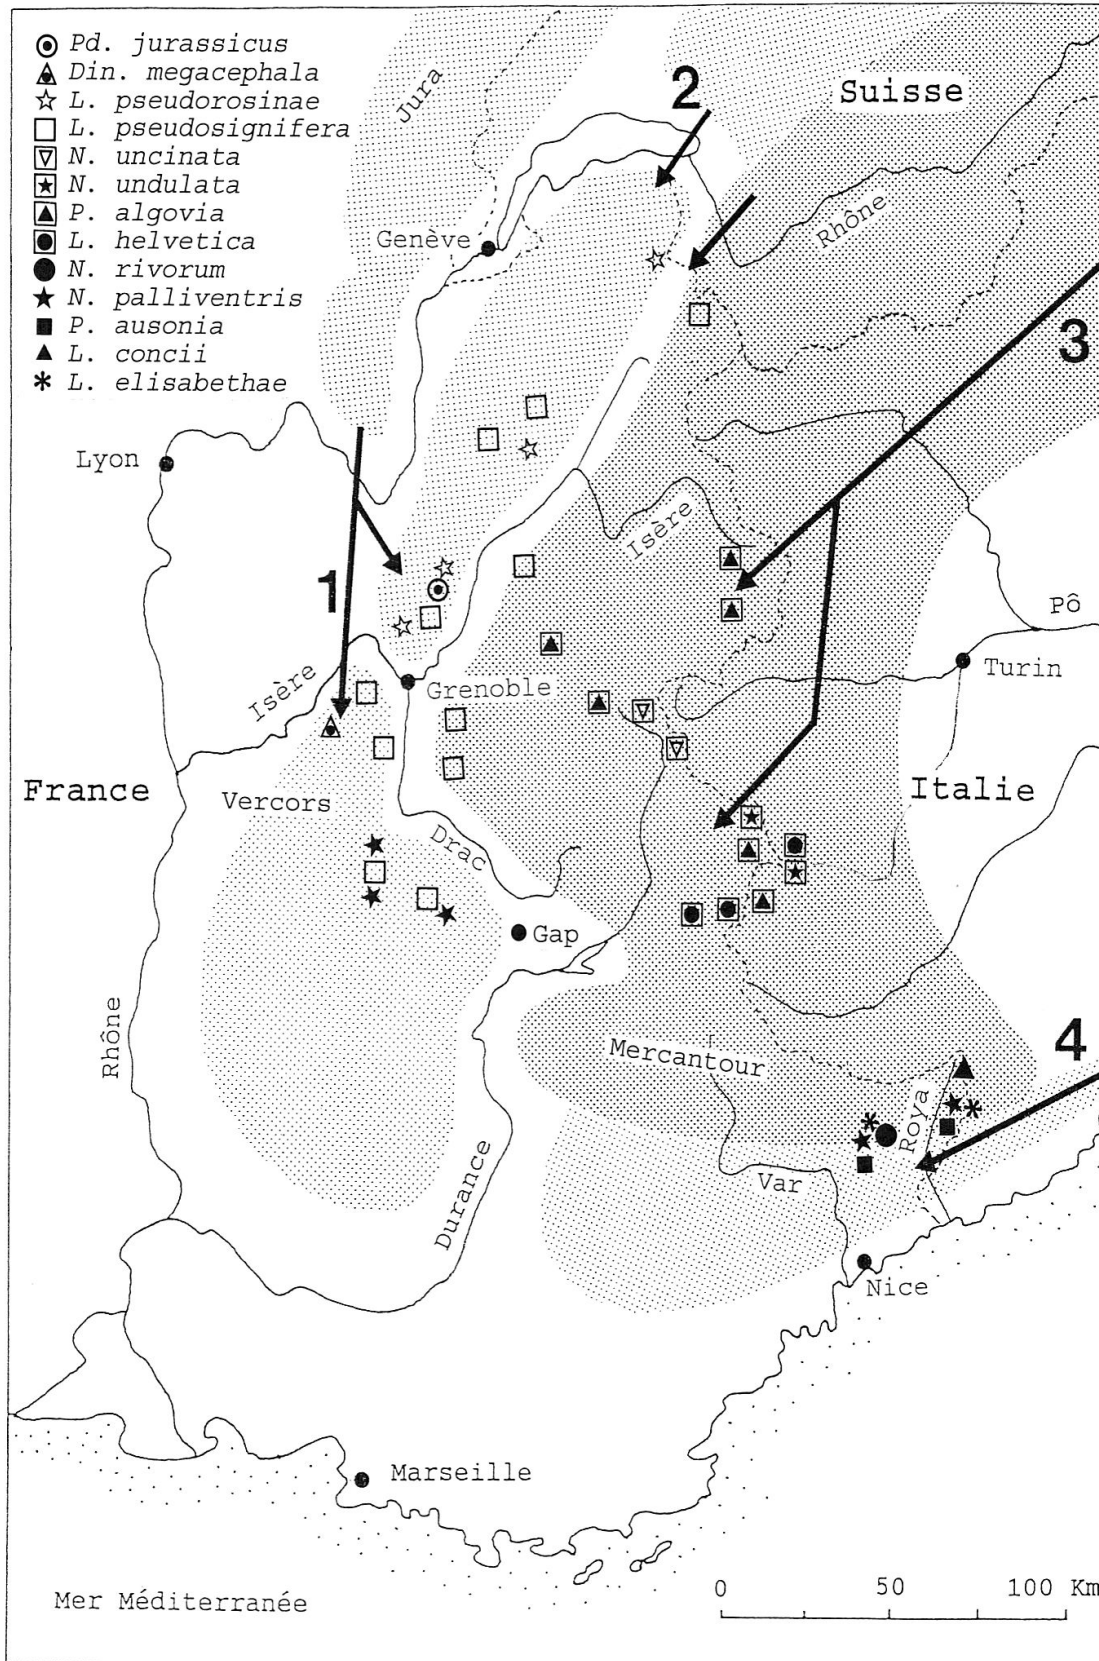 Pd. jurassicus
Din. megacephala
L. pseudorosinae
L. pseudosignifera
N. uncinata
N. undulata
P. algovia
L. helvetica
N. rivorum
N. palliventris
P. ausonia
L. concii
L. elisabethae
Jura
2
Suisse
Genève
Rhône
3
Lyon
Isère
1
Pô
Turin
Isère
Grenoble
France
Vercors
Italie
Drac
Gap
Rhône
Mercantour
4
Roya
Durance
Var
Nice
Marseille
Mer Méditerranée
0 50 100 Km